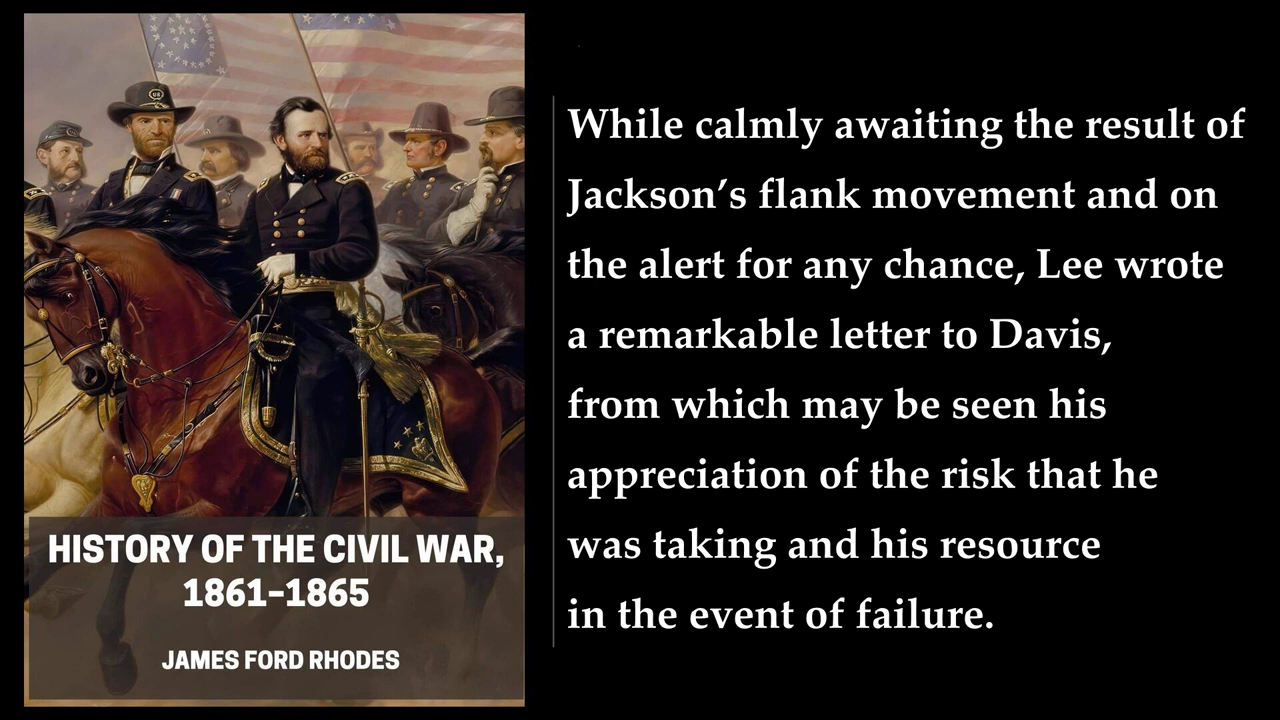 HISTORY OF THE CIVIL WAR,
1861–1865
JAMES FORD RHODES
While calmly awaiting the result of
Jackson’s flank movement and on
the alert for any chance, Lee wrote
a remarkable letter to Davis,
from which may be seen his
appreciation of the risk that he
was taking and his resource
in the event of failure.